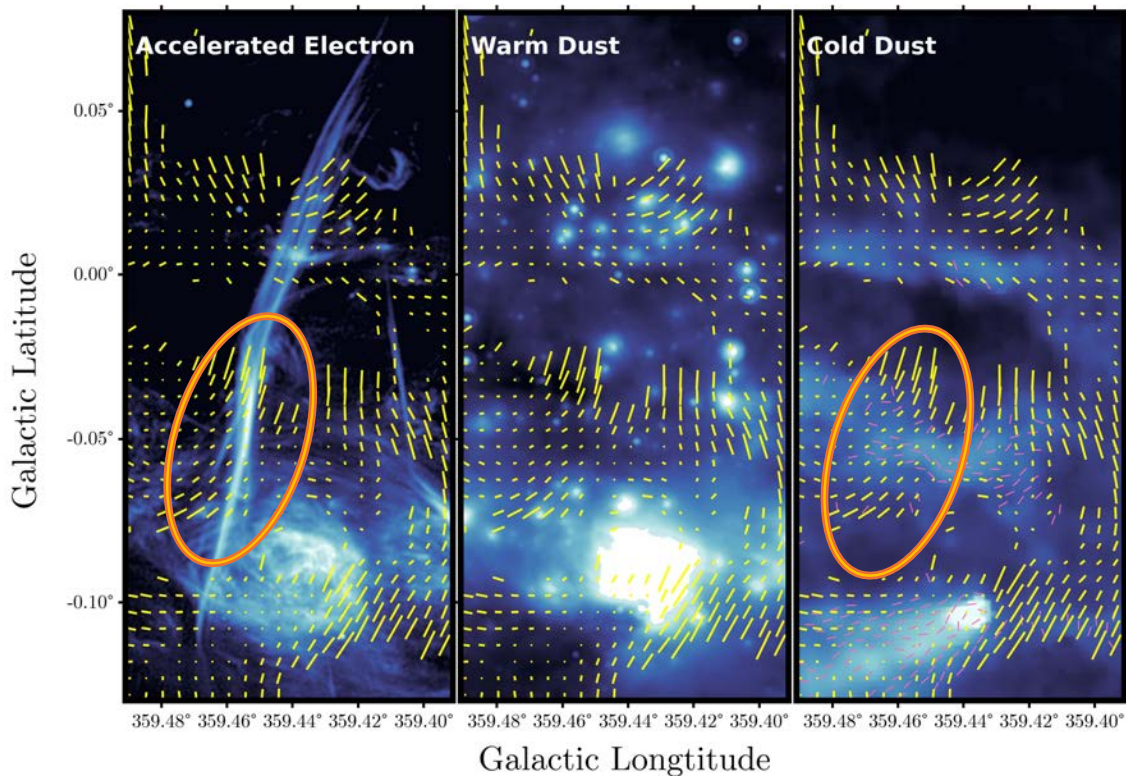 Accelerated Electron
Warm Dust
Cold Dust
Galactic Latitude
0.05°
0.00°
-0.05°
-0.10°
359.48° 359.46° 359.44° 359.42° 359.40°
359.48° 359.46° 359.44° 359.42° 359.40°
359.48° 359.46° 359.44° 359.42° 359.40°
Galactic Longtitude